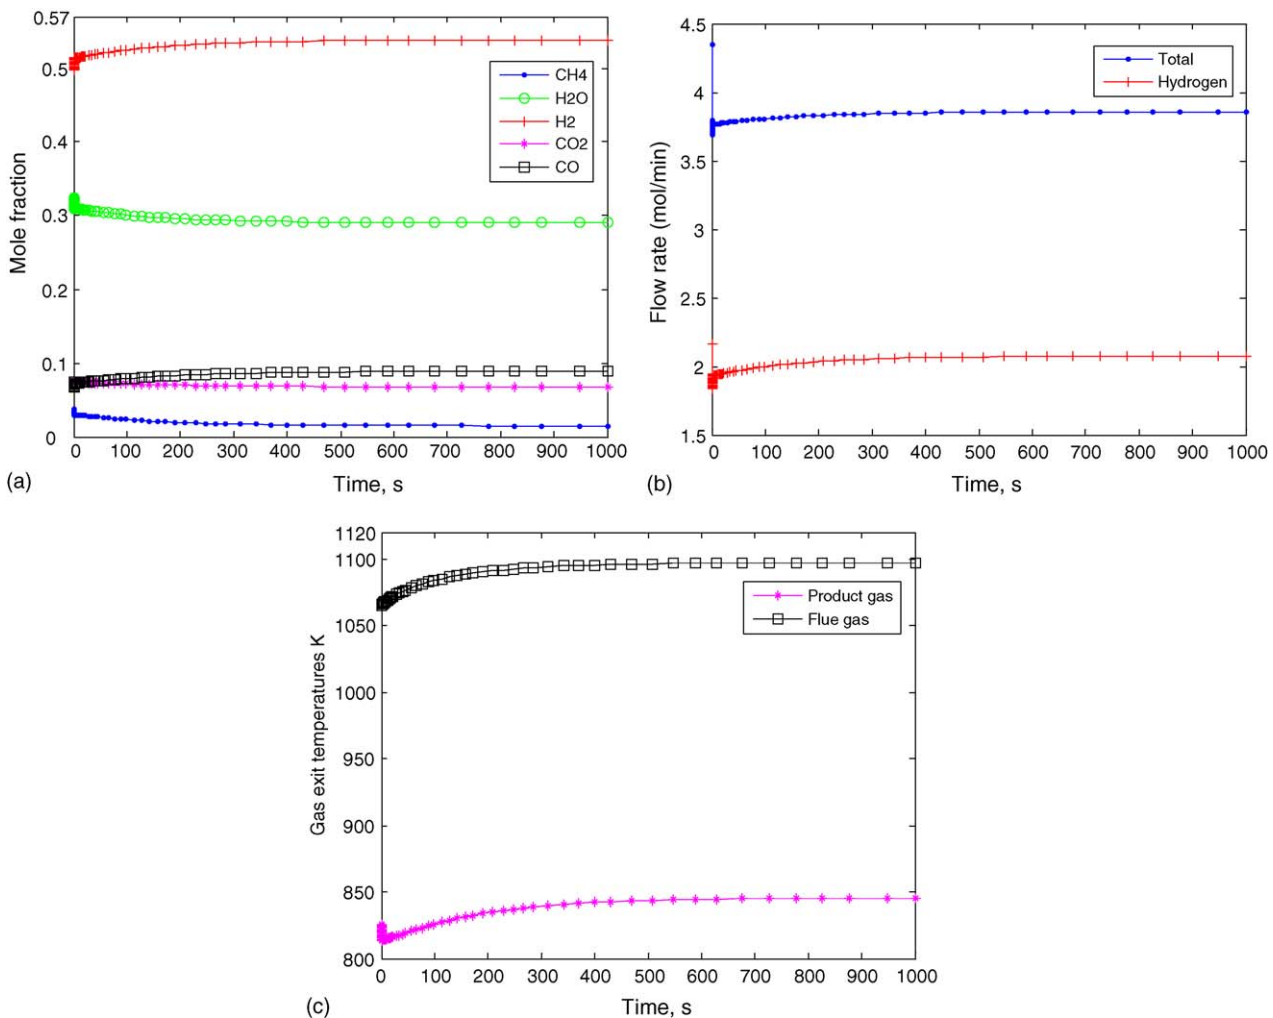 0.57
0.5
0.4
0.3
0.2
0.1
0
Mole fraction
CH4
H2O
H2
CO2
CO
0 100 200 300 400 500 600 700 800 900 1000
Time, s
(a)
4.5
4
3.5
3
2.5
2
1.5
Flow rate (mol/min)
Total
Hydrogen
0 100 200 300 400 500 600 700 800 900 1000
Time, s
(b)
1120
1100
1050
1000
950
900
850
800
Gas exit temperatures K
Product gas
Flue gas
0 100 200 300 400 500 600 700 800 900 1000
Time, s
(c)